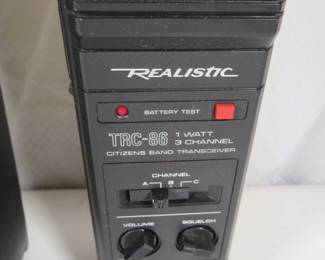 REALISTIC
BATTERY TEST
TRC-86 1 WATT
3 CHANNEL
CITIZENS BAND TRANSCEIVER
CHANNEL
A B C
VOLUME SQUELCH